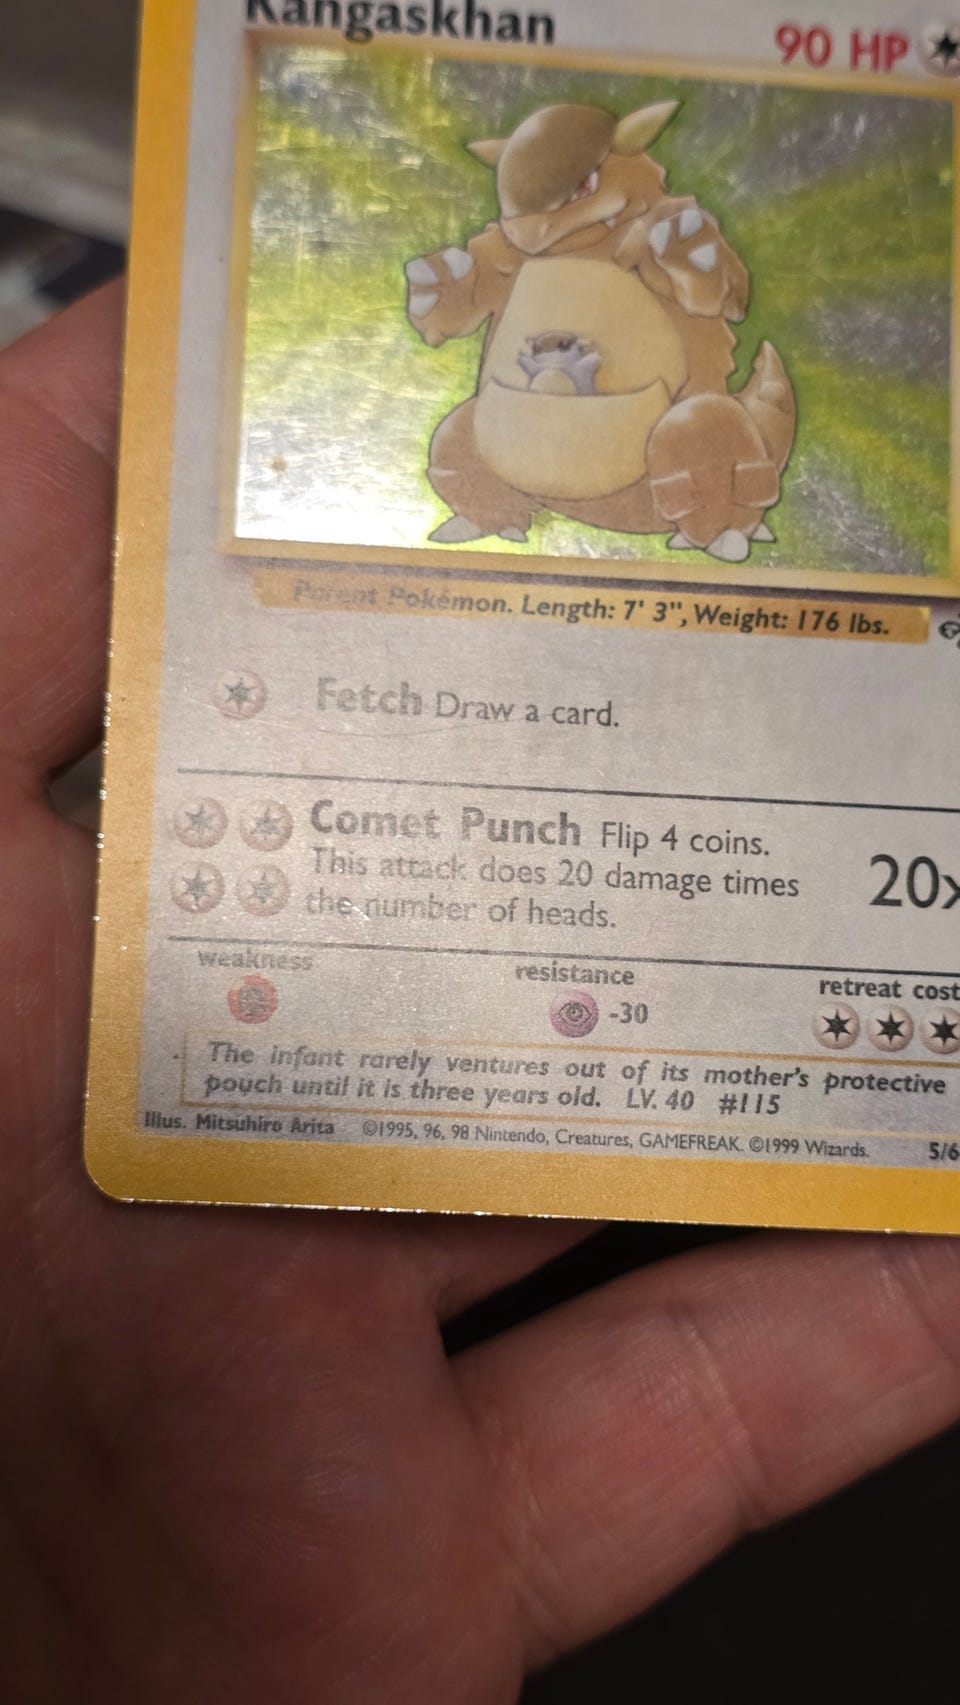 Kangaskhan
90 HP
Parent Pokémon. Length: 7' 3", Weight: 176 lbs.
Fetch Draw a card.
Comet Punch Flip 4 coins.
This attack does 20 damage times
the number of heads.
20x
weakness
resistance
retreat cost
-30
The infant rarely ventures out of its mother's protective
pouch until it is three years old. LV. 40 #115
Illus. Mitsuhiro Arita ©1995, 96, 98 Nintendo, Creatures, GAMEFREAK. ©1999 Wizards. 5/6